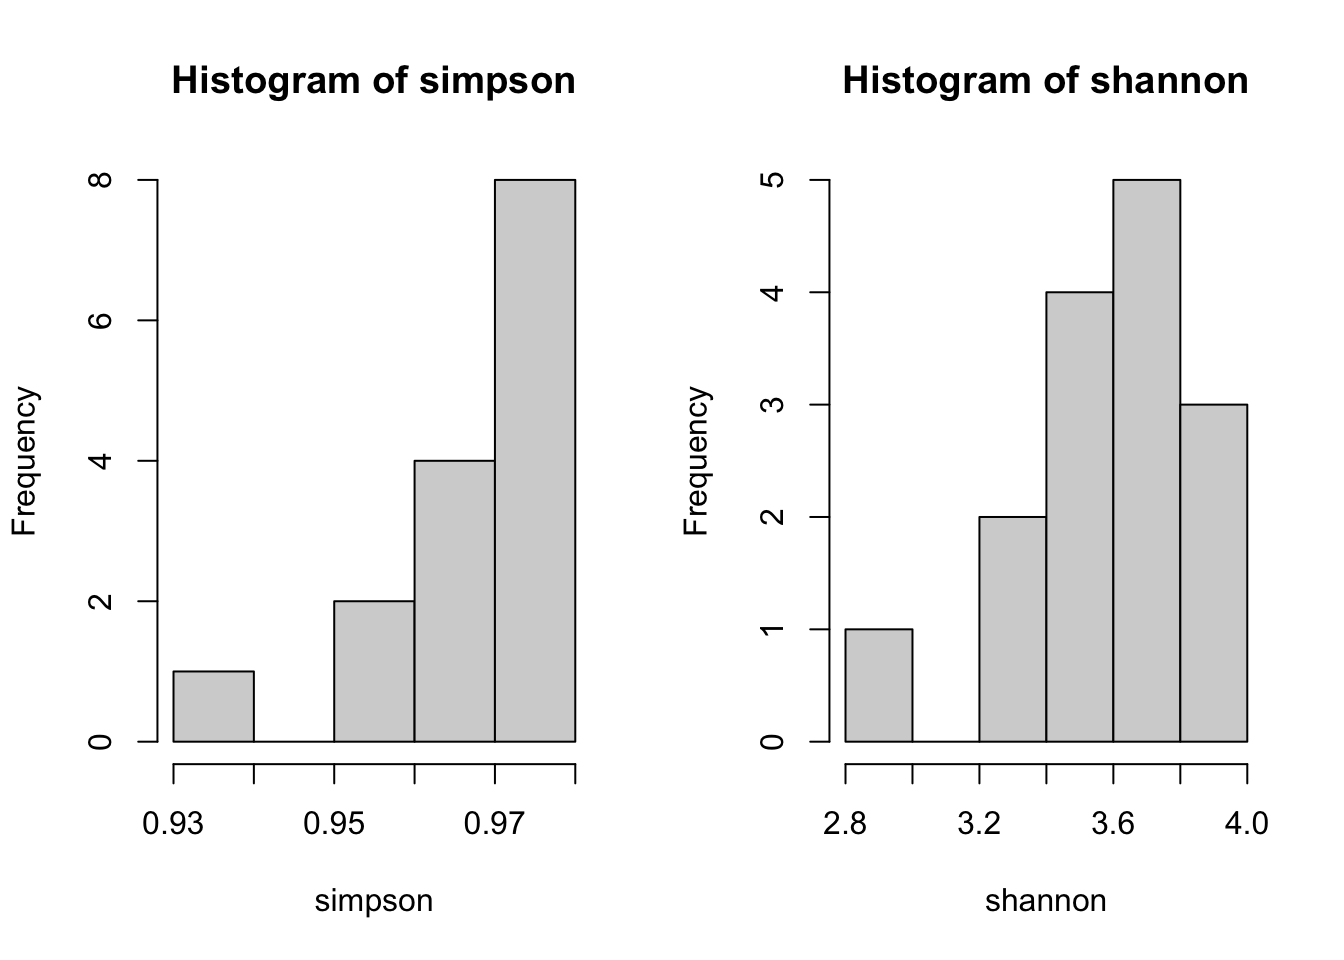 Histogram of simpson
Frequency
8
6
4
2
0
0.93 0.95 0.97
simpson
Histogram of shannon
Frequency
5
4
3
2
1
0
2.8 3.2 3.6 4.0
shannon